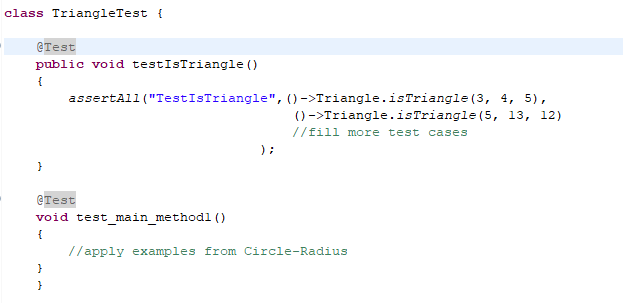 class TriangleTest {
@Test
public void testIsTriangle()
{
assertAll("TestIsTriangle",()->Triangle.isTriangle(3, 4, 5),
()->Triangle.isTriangle(5, 13, 12)
//fill more test cases
);
}
@Test
void test_main_method1()
{
//apply examples from Circle-Radius
}
}